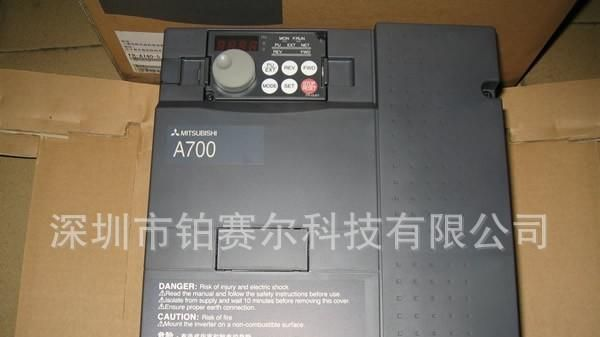 MON P.RUN
PU EXT NET
REV FWD
PU
EXT
REV
FWD
MODE
SET
STOP
RESET
MITSUBISHI
A700
深圳市铂赛尔科技有限公司
DANGER: Risk of injury and electric shock
Read the manual and follow the safety instructions before use.
Isolate from supply and wait 10 minutes before removing this cover.
Ensure proper earth connection.
CAUTION: Risk of fire
Mount the inverter on a non-combustible surface.